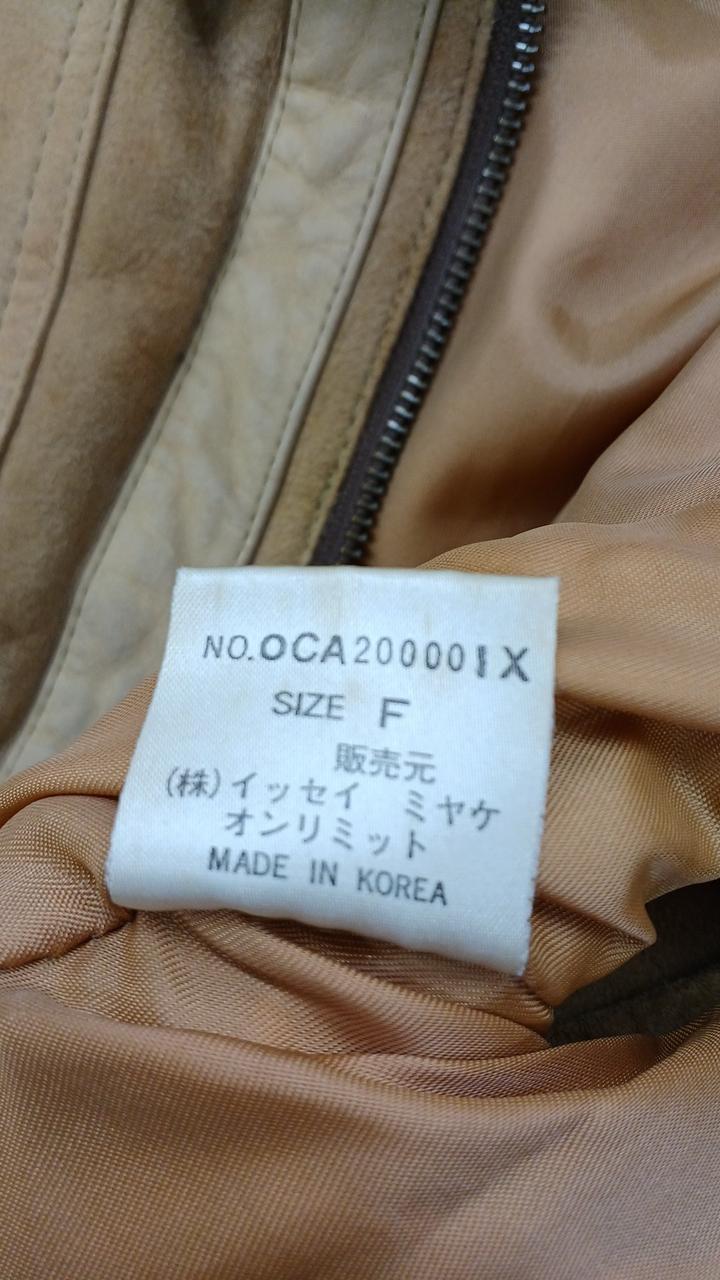 NO.OCA200001X
SIZE F
販売元
(株)イッセイ ミヤケ
オンリミット
MADE IN KOREA